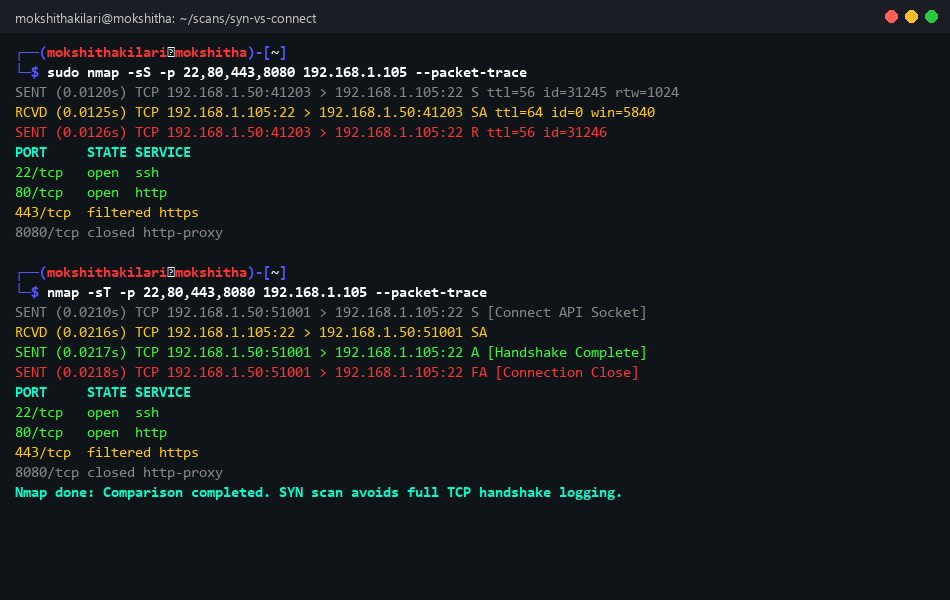 mokshithakilari@mokshitha: ~/scans/syn-vs-connect
┌──(mokshithakilari▯mokshitha)-[~]
└─$ sudo nmap -sS -p 22,80,443,8080 192.168.1.105 --packet-trace
SENT (0.0120s) TCP 192.168.1.50:41203 > 192.168.1.105:22 S ttl=56 id=31245 rtw=1024
RCVD (0.0125s) TCP 192.168.1.105:22 > 192.168.1.50:41203 SA ttl=64 id=0 win=5840
SENT (0.0126s) TCP 192.168.1.50:41203 > 192.168.1.105:22 R ttl=56 id=31246
PORT     STATE SERVICE
22/tcp   open  ssh
80/tcp   open  http
443/tcp  filtered https
8080/tcp closed http-proxy
┌──(mokshithakilari▯mokshitha)-[~]
└─$ nmap -sT -p 22,80,443,8080 192.168.1.105 --packet-trace
SENT (0.0210s) TCP 192.168.1.50:51001 > 192.168.1.105:22 S [Connect API Socket]
RCVD (0.0216s) TCP 192.168.1.105:22 > 192.168.1.50:51001 SA
SENT (0.0217s) TCP 192.168.1.50:51001 > 192.168.1.105:22 A [Handshake Complete]
SENT (0.0218s) TCP 192.168.1.50:51001 > 192.168.1.105:22 FA [Connection Close]
PORT     STATE SERVICE
22/tcp   open  ssh
80/tcp   open  http
443/tcp  filtered https
8080/tcp closed http-proxy
Nmap done: Comparison completed. SYN scan avoids full TCP handshake logging.